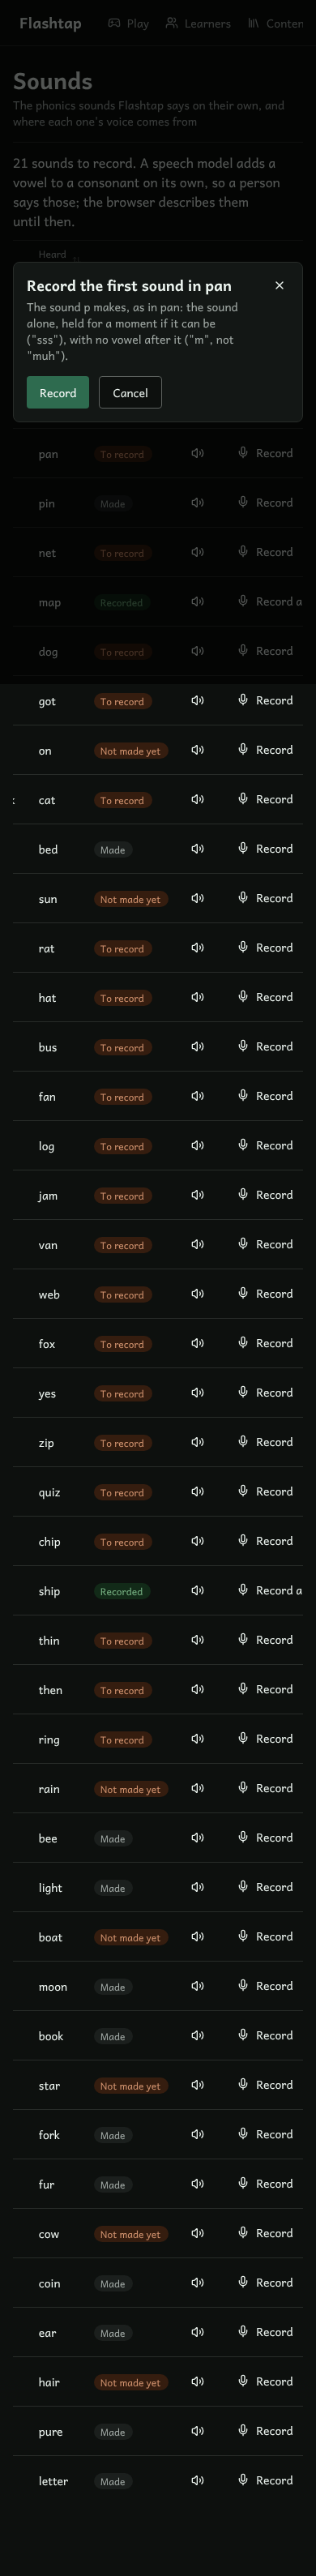 Flashtap Play Learners Conten
Sounds
The phonics sounds Flashtap says on their own, and
where each one's voice comes from
21 sounds to record. A speech model adds a
vowel to a consonant on its own, so a person
says those; the browser describes them
until then.
Heard
Record the first sound in pan
The sound p makes, as in pan: the sound
alone, held for a moment if it can be
("sss"), with no vowel after it ("m", not
"muh").
Record Cancel
pan To record Record
pin Made Record
net To record Record
map Recorded Record a
dog To record Record
got To record Record
on Not made yet Record
cat To record Record
bed Made Record
sun Not made yet Record
rat To record Record
hat To record Record
bus To record Record
fan To record Record
log To record Record
jam To record Record
van To record Record
web To record Record
fox To record Record
yes To record Record
zip To record Record
quiz To record Record
chip To record Record
ship Recorded Record a
thin To record Record
then To record Record
ring To record Record
rain Not made yet Record
bee Made Record
light Made Record
boat Not made yet Record
moon Made Record
book Made Record
star Not made yet Record
fork Made Record
fur Made Record
cow Not made yet Record
coin Made Record
ear Made Record
hair Not made yet Record
pure Made Record
letter Made Record